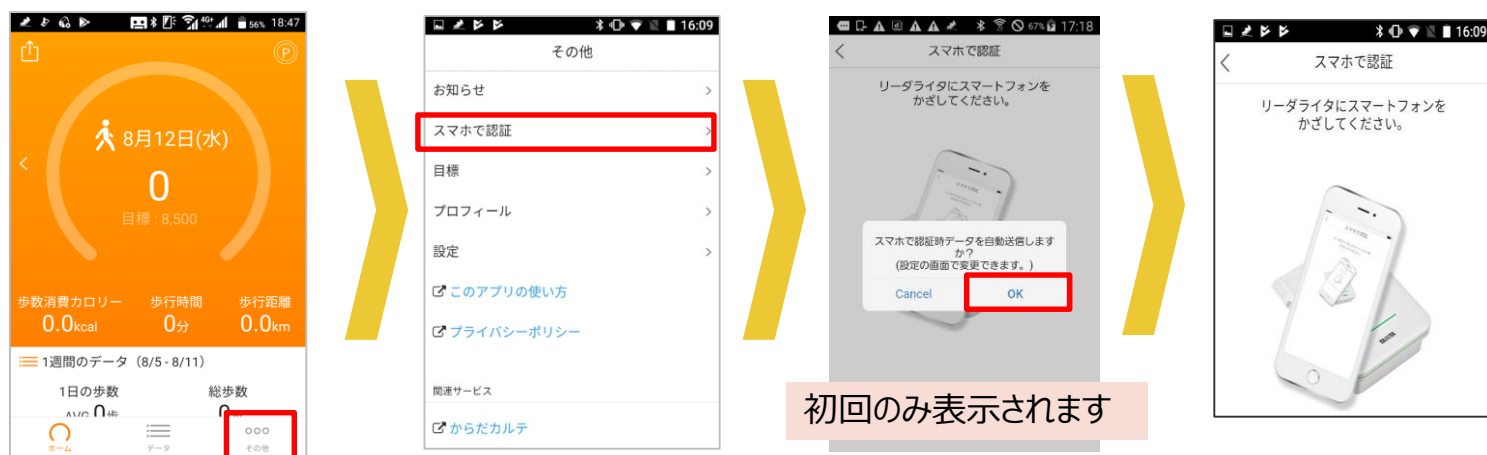 56% 18:47
P
8月12日(水)
0
目標 : 8,500
歩数消費カロリー 歩行時間 歩行距離
0.0kcal 0分 0.0km
1週間のデータ（8/5 - 8/11）
1日の歩数 総歩数
ホーム データ その他
16:09
その他
お知らせ
スマホで認証
目標
プロフィール
設定
このアプリの使い方
プライバシーポリシー
関連サービス
からだカルテ
67% 17:18
スマホで認証
リーダライタにスマートフォンを
かざしてください。
スマホで認証時データを自動送信します
か?
(設定の画面で変更できます。)
Cancel OK
初回のみ表示されます
16:09
スマホで認証
リーダライタにスマートフォンを
かざしてください。
スマホで認証
TANITA